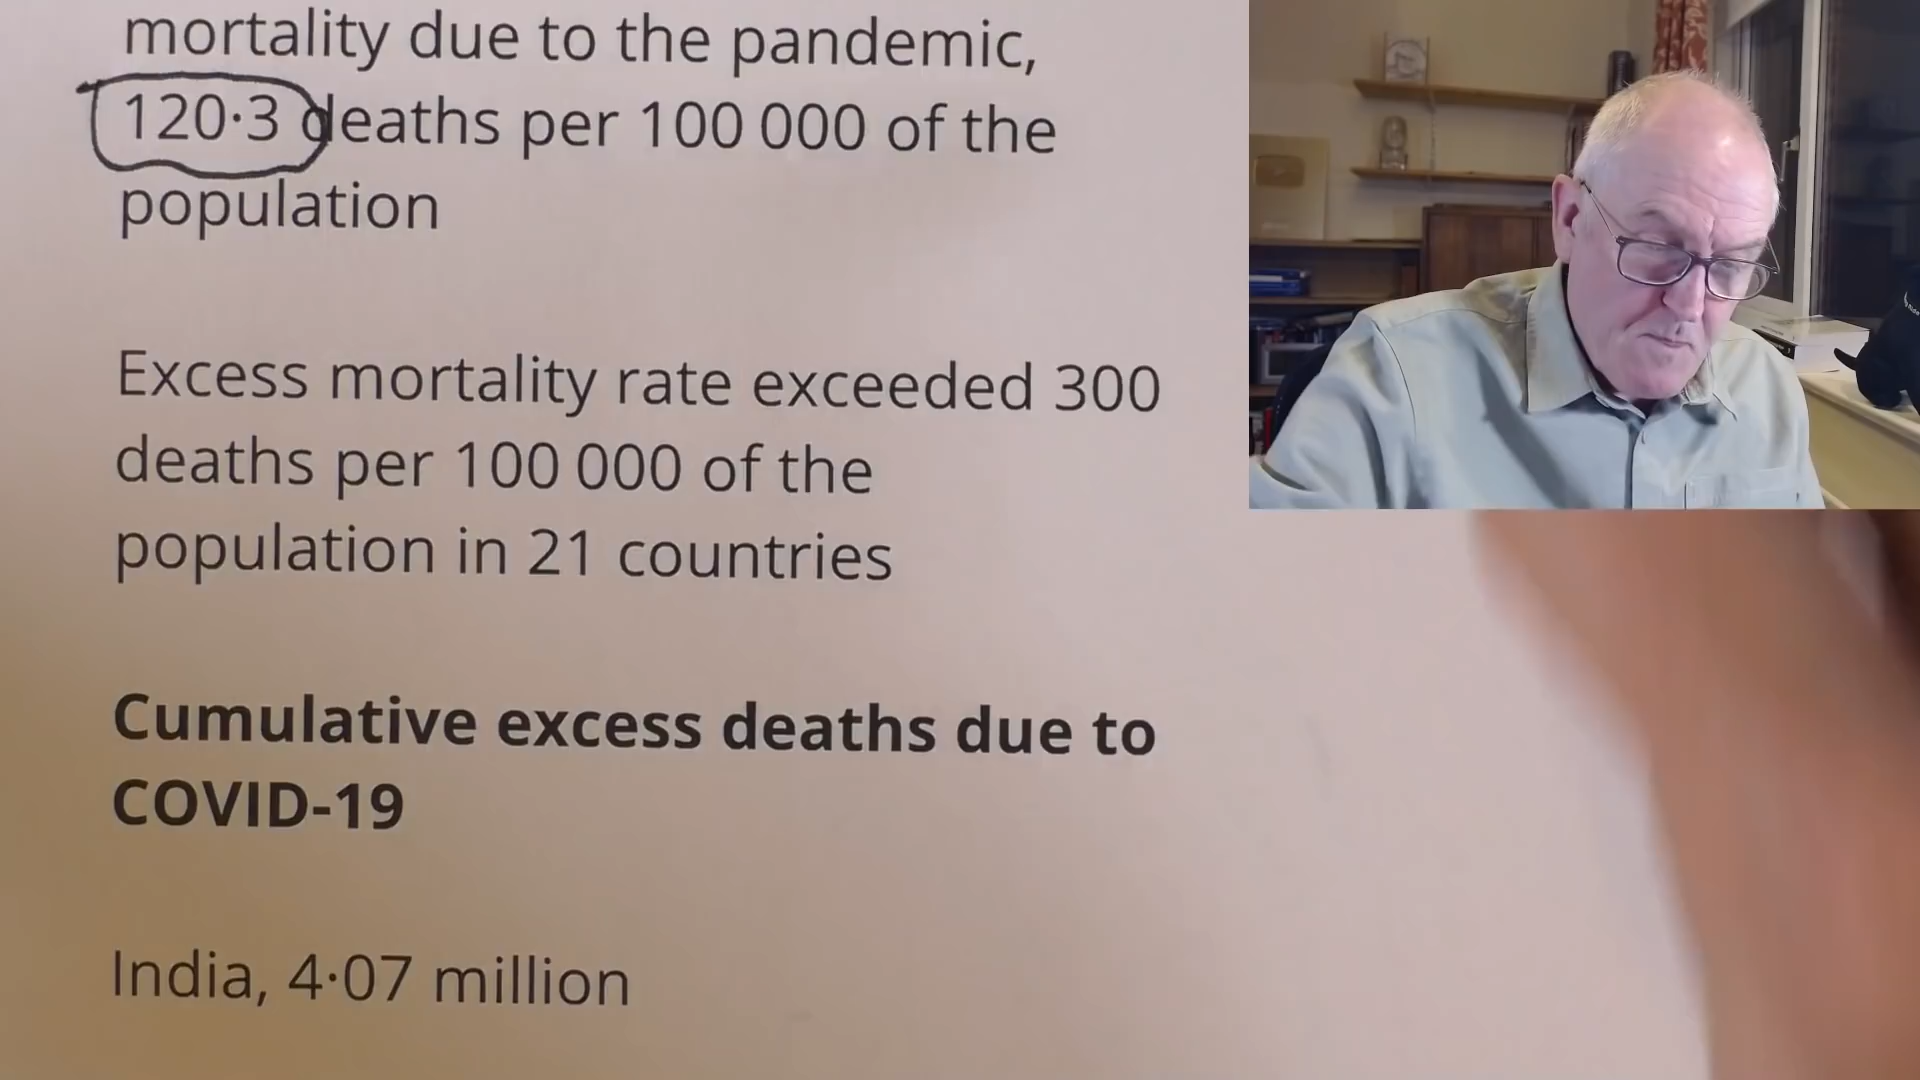 mortality due to the pandemic,
120·3 deaths per 100 000 of the
population
Excess mortality rate exceeded 300
deaths per 100 000 of the
population in 21 countries
Cumulative excess deaths due to
COVID-19
India, 4·07 million